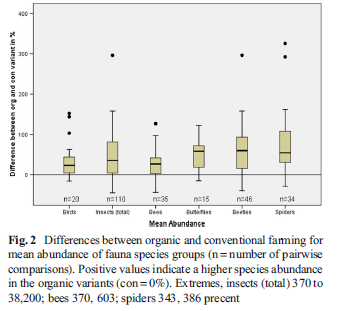 400
300
200
100
0
Difference between org and con variant in %
n=20 n=110 n=35 n=15 n=46 n=34
Birds Insects (total) Bees Butterflies Beetles Spiders
Mean Abundance
Fig. 2 Differences between organic and conventional farming for
mean abundance of fauna species groups (n = number of pairwise
comparisons). Positive values indicate a higher species abundance
in the organic variants (con = 0%). Extremes, insects (total) 370 to
38,200; bees 370, 603; spiders 343, 386 precent